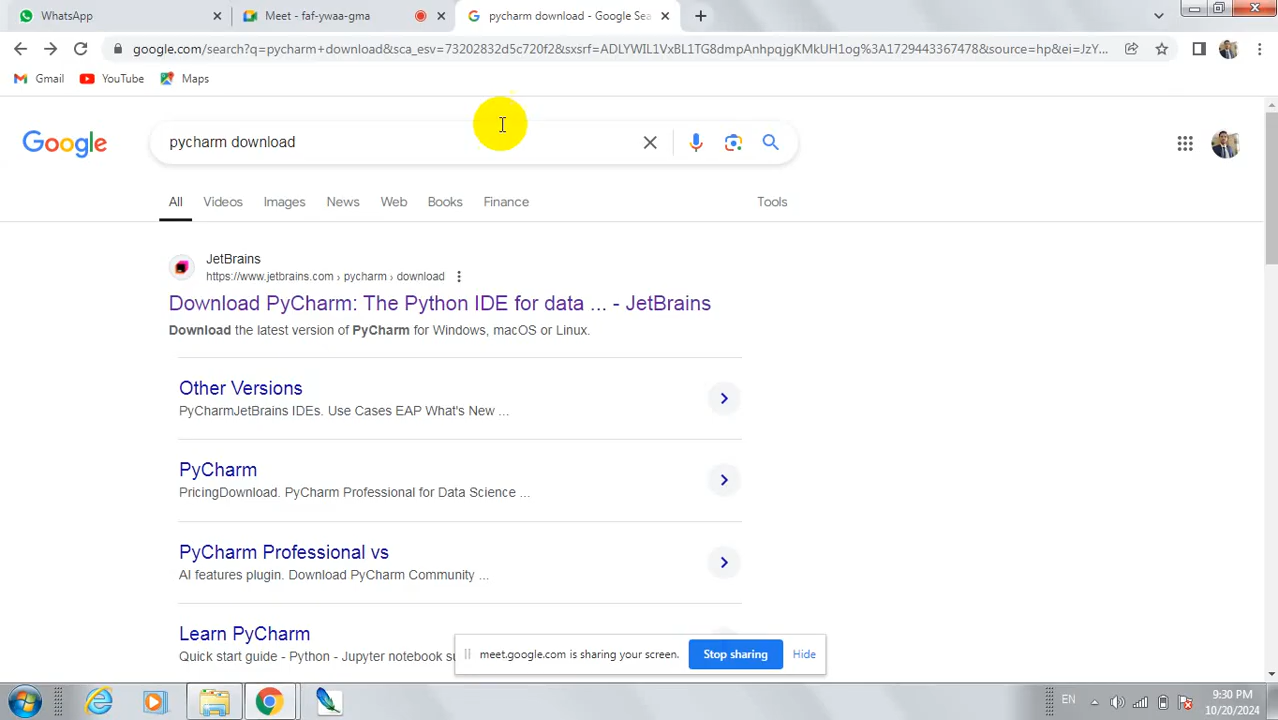 WhatsApp
Meet - faf-ywaa-gma
pycharm download - Google Sea
google.com/search?q=pycharm+download&sca_esv=73202832d5c720f2&sxsrf=ADLYWIL1VxBL1TG8dmpAnhpqjgKMkUH1og%3A1729443367478&source=hp&ei=JzY...
Gmail
YouTube
Maps
Google
pycharm download
All
Videos
Images
News
Web
Books
Finance
Tools
JetBrains
https://www.jetbrains.com › pycharm › download
Download PyCharm: The Python IDE for data ... - JetBrains
Download the latest version of PyCharm for Windows, macOS or Linux.
Other Versions
PyCharmJetBrains IDEs. Use Cases EAP What's New ...
PyCharm
PricingDownload. PyCharm Professional for Data Science ...
PyCharm Professional vs
AI features plugin. Download PyCharm Community ...
Learn PyCharm
Quick start guide - Python - Jupyter notebook su
meet.google.com is sharing your screen.
Stop sharing
Hide
EN
9:30 PM
10/20/2024